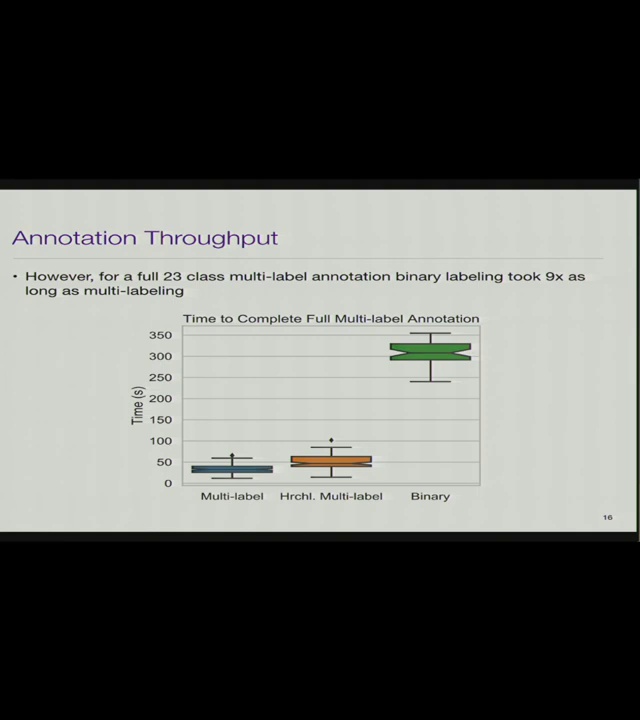 Annotation Throughput
• However, for a full 23 class multi-label annotation binary labeling took 9x as
long as multi-labeling
Time to Complete Full Multi-label Annotation
350
300
250
200
150
100
50
0
Time (s)
Multi-label Hrchl. Multi-label Binary
16